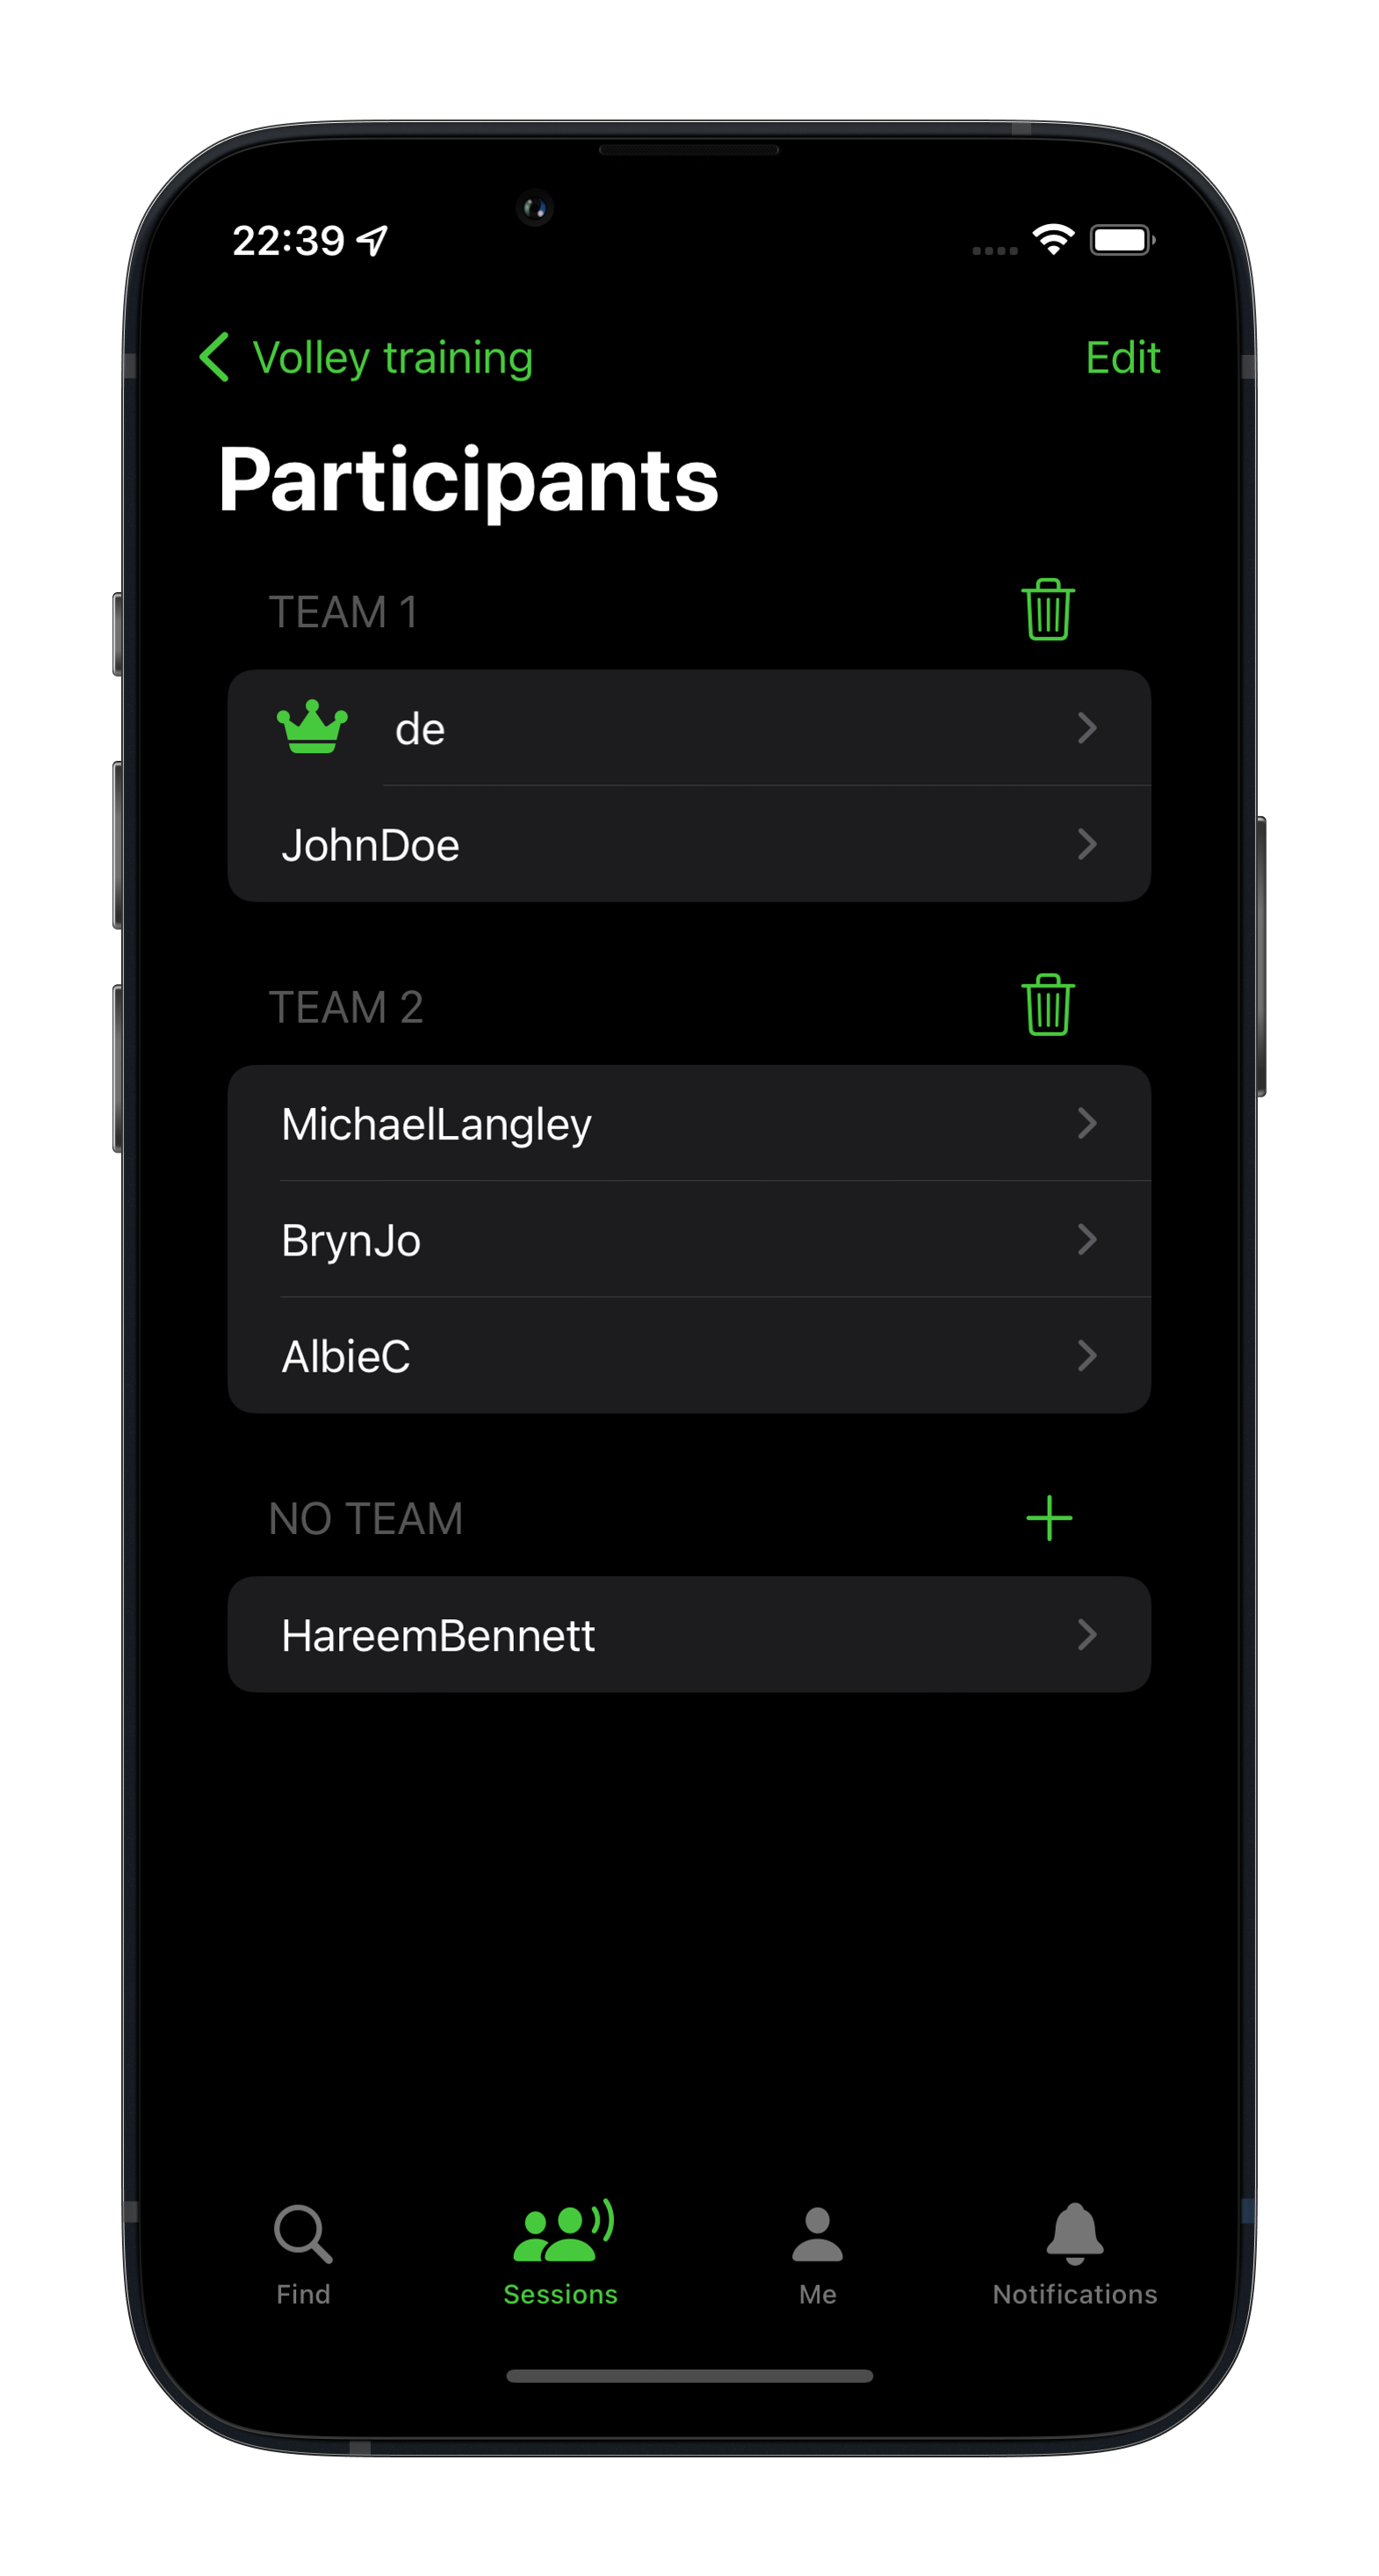 22:39
Volley training
Edit
Participants
TEAM 1
de
JohnDoe
TEAM 2
MichaelLangley
BrynJo
AlbieC
NO TEAM
HareemBennett
Find
Sessions
Me
Notifications